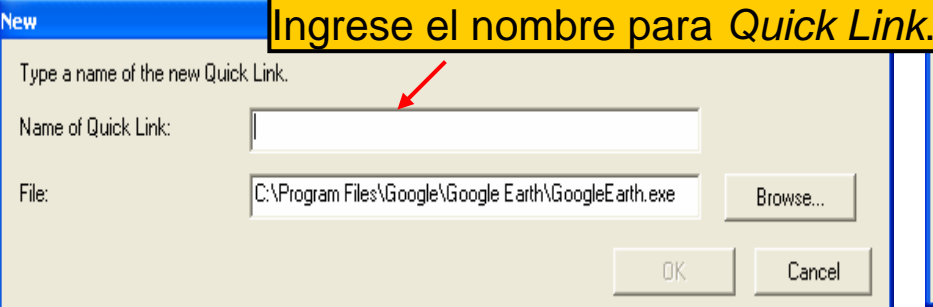 New
Ingrese el nombre para Quick Link.
Type a name of the new Quick Link.
Name of Quick Link:
File: C:\Program Files\Google\Google Earth\GoogleEarth.exe Browse...
OK Cancel